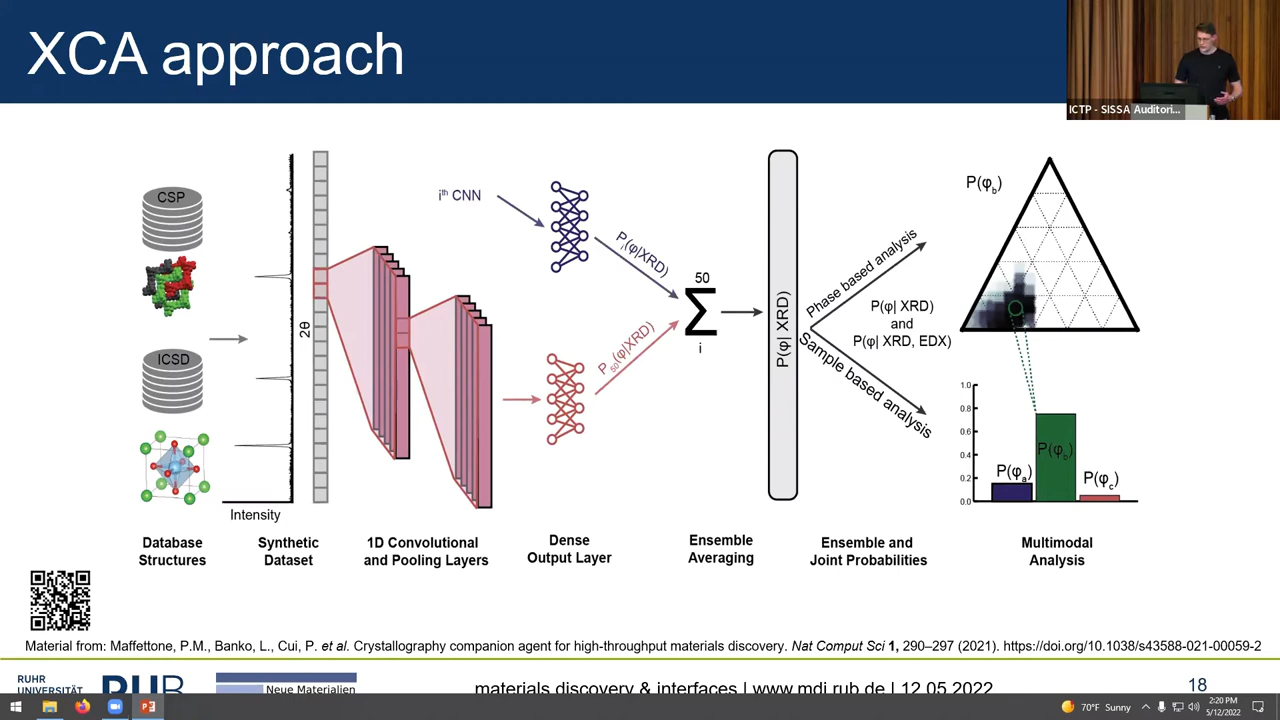 XCA approach
ICTP - SISSA Auditori...
CSP
ICSD
2θ
Intensity
ith CNN
Pi(φ|XRD)
P50(φ|XRD)
50
Σ
i
P(φ| XRD)
Phase based analysis
P(φ| XRD)
and
P(φ| XRD, EDX)
Sample based analysis
P(φb)
1.0
0.8
0.6
0.4
0.2
0.0
P(φa)
P(φb)
P(φc)
Database
Structures
Synthetic
Dataset
1D Convolutional
and Pooling Layers
Dense
Output Layer
Ensemble
Averaging
Ensemble and
Joint Probabilities
Multimodal
Analysis
Material from: Maffettone, P.M., Banko, L., Cui, P. et al. Crystallography companion agent for high-throughput materials discovery. Nat Comput Sci 1, 290–297 (2021). https://doi.org/10.1038/s43588-021-00059-2
RUHR
UNIVERSITÄT
RUB
Neue Materialien
materials discovery & interfaces | www.mdi.rub.de | 12.05.2022
18
70°F Sunny
2:20 PM
5/12/2022